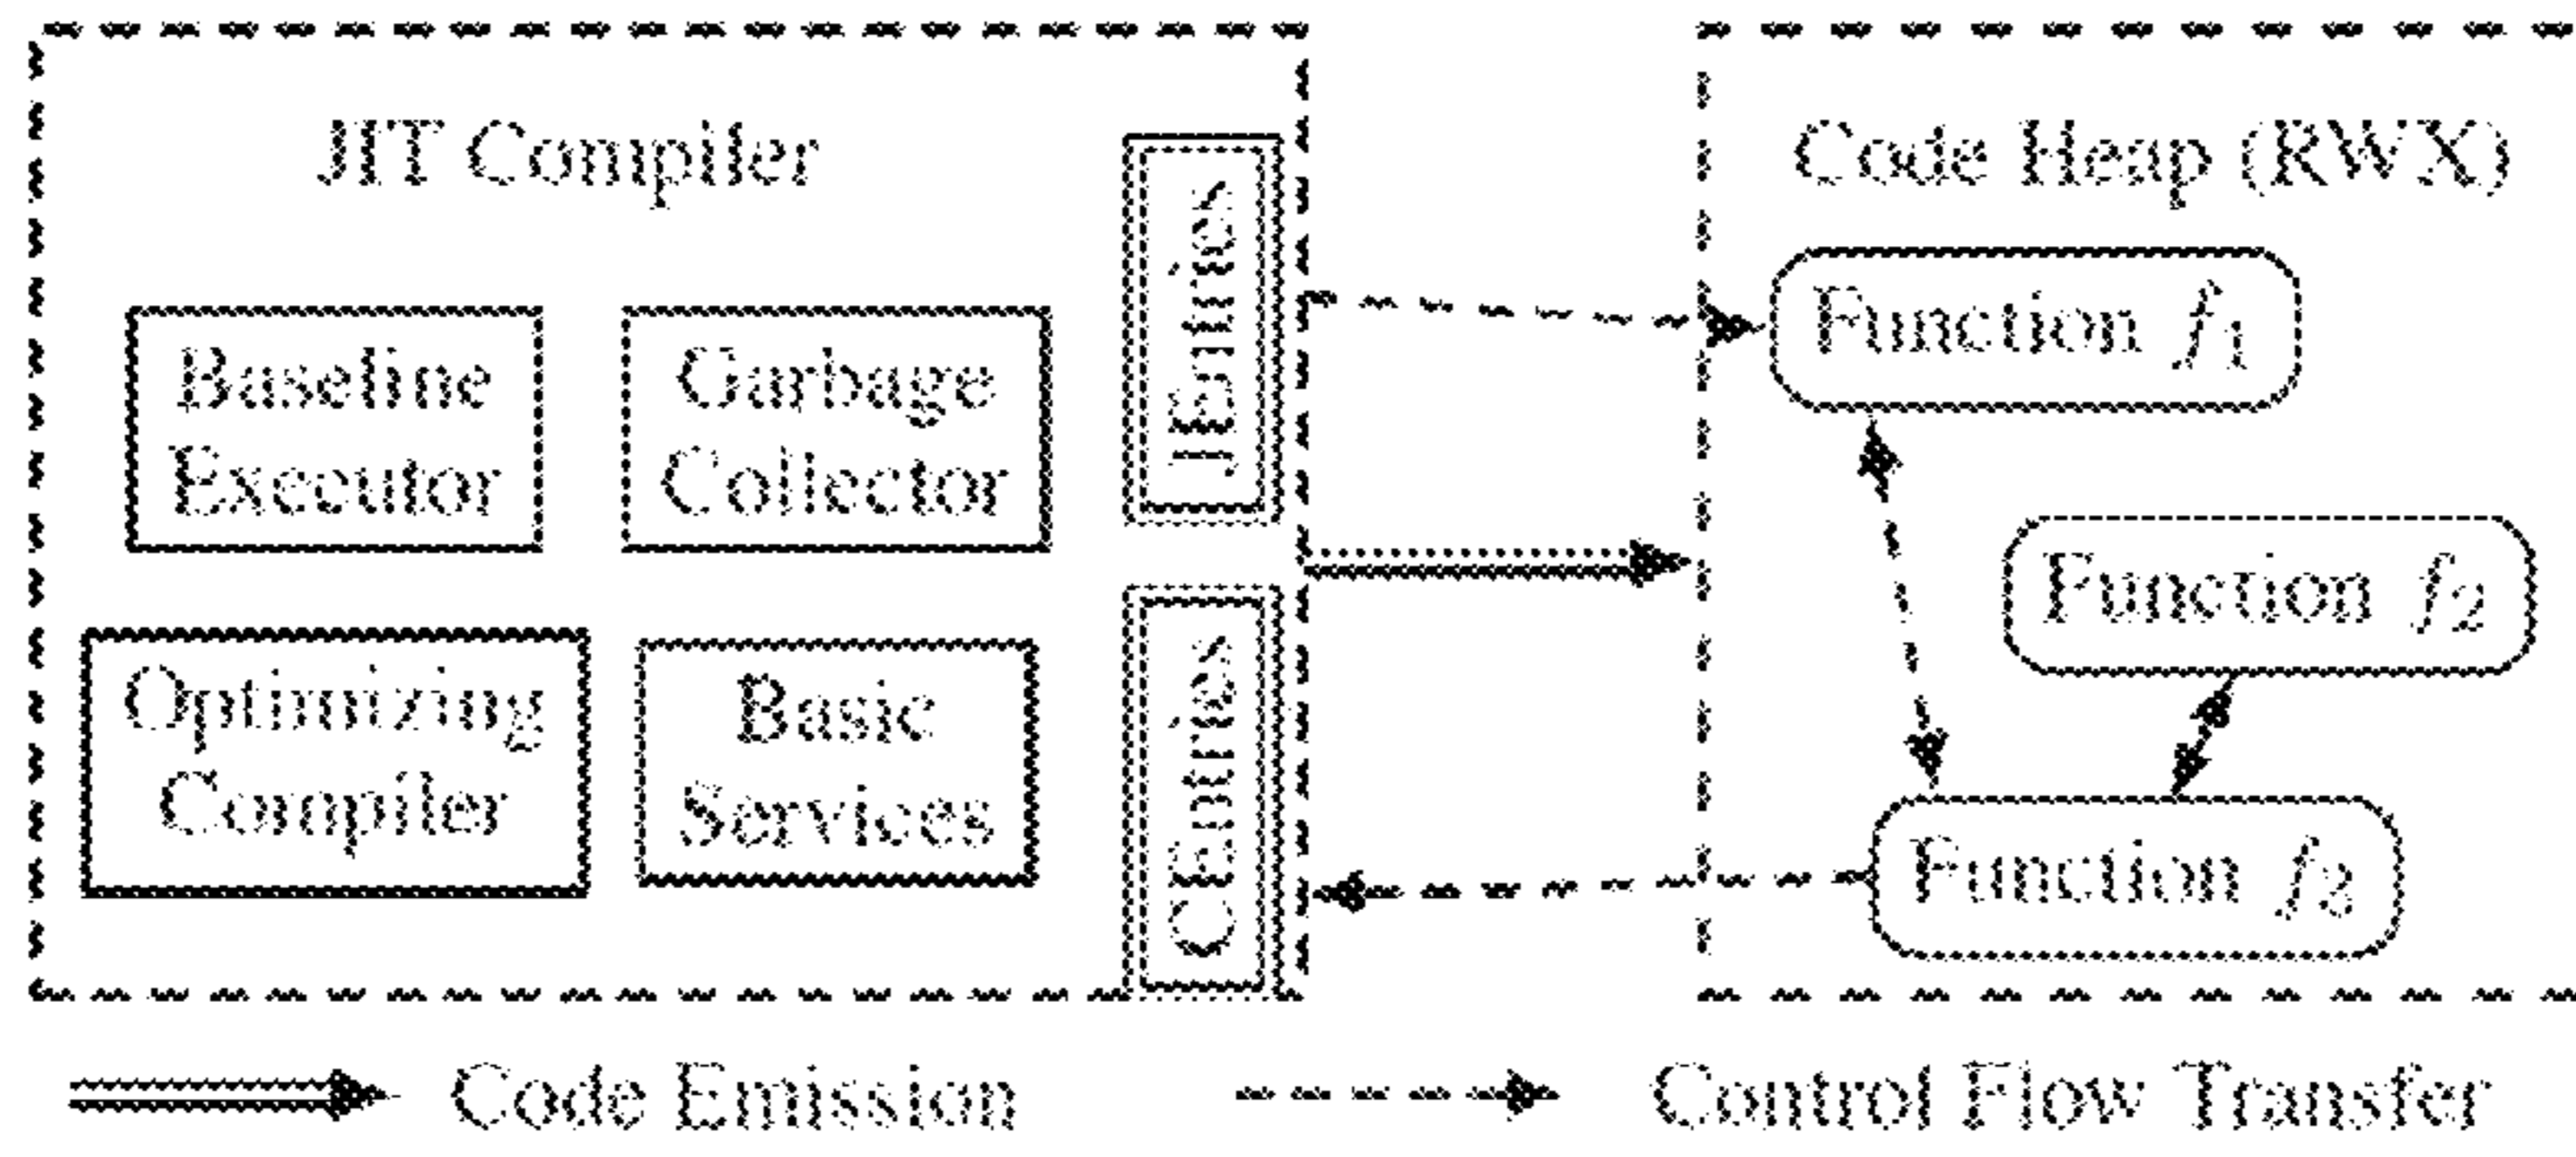 JIT Compiler
Baseline
Executor
Garbage
Collector
Optimizing
Compiler
Basic
Services
JEntries
CEntries
Code Heap (RWX)
Function f1
Function f2
Function f3
Code Emission
Control Flow Transfer